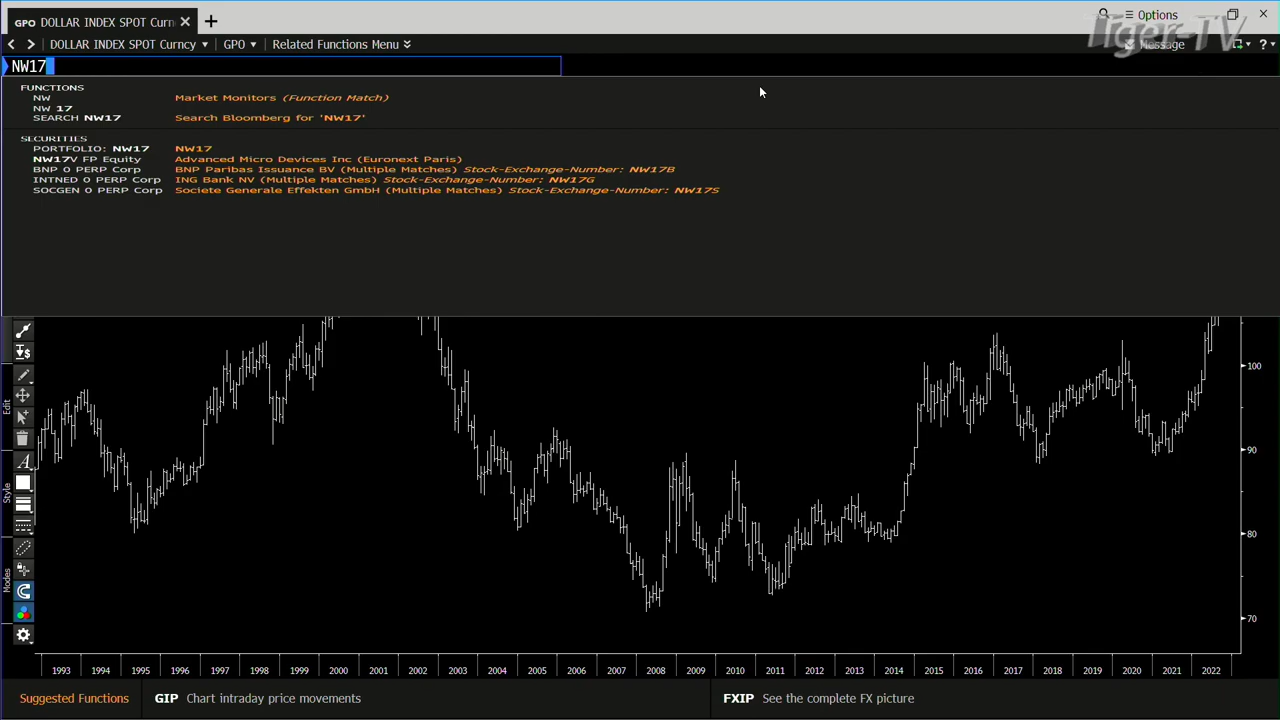 GPO DOLLAR INDEX SPOT Curn
Options
Tiger-TV
DOLLAR INDEX SPOT Curncy
GPO
Related Functions Menu
Message
?
NW17
FUNCTIONS
NW Market Monitors (Function Match)
NW 17
SEARCH NW17 Search Bloomberg for 'NW17'
SECURITIES
PORTFOLIO: NW17 NW17
NW17V FP Equity Advanced Micro Devices Inc (Euronext Paris)
BNP 0 PERP Corp BNP Paribas Issuance BV (Multiple Matches) Stock-Exchange-Number: NW17B
INTNED 0 PERP Corp ING Bank NV (Multiple Matches) Stock-Exchange-Number: NW17G
SOCGEN 0 PERP Corp Societe Generale Effekten GmbH (Multiple Matches) Stock-Exchange-Number: NW17S
Edit
Style
Modes
A
100
90
80
70
1993 1994 1995 1996 1997 1998 1999 2000 2001 2002 2003 2004 2005 2006 2007 2008 2009 2010 2011 2012 2013 2014 2015 2016 2017 2018 2019 2020 2021 2022
Suggested Functions
GIP Chart intraday price movements
FXIP See the complete FX picture